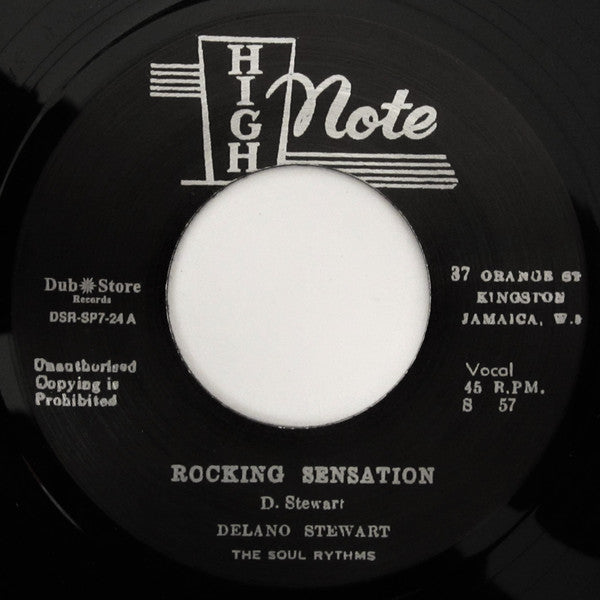 HIGH
Note
Dub Store
Records
DSR-SP7-24 A
Unauthorised
Copying is
Prohibited
37 ORANGE ST
KINGSTON
JAMAICA, W.I
Vocal
45 R.P.M.
S 57
ROCKING SENSATION
D. Stewart
DELANO STEWART
THE SOUL RYTHMS